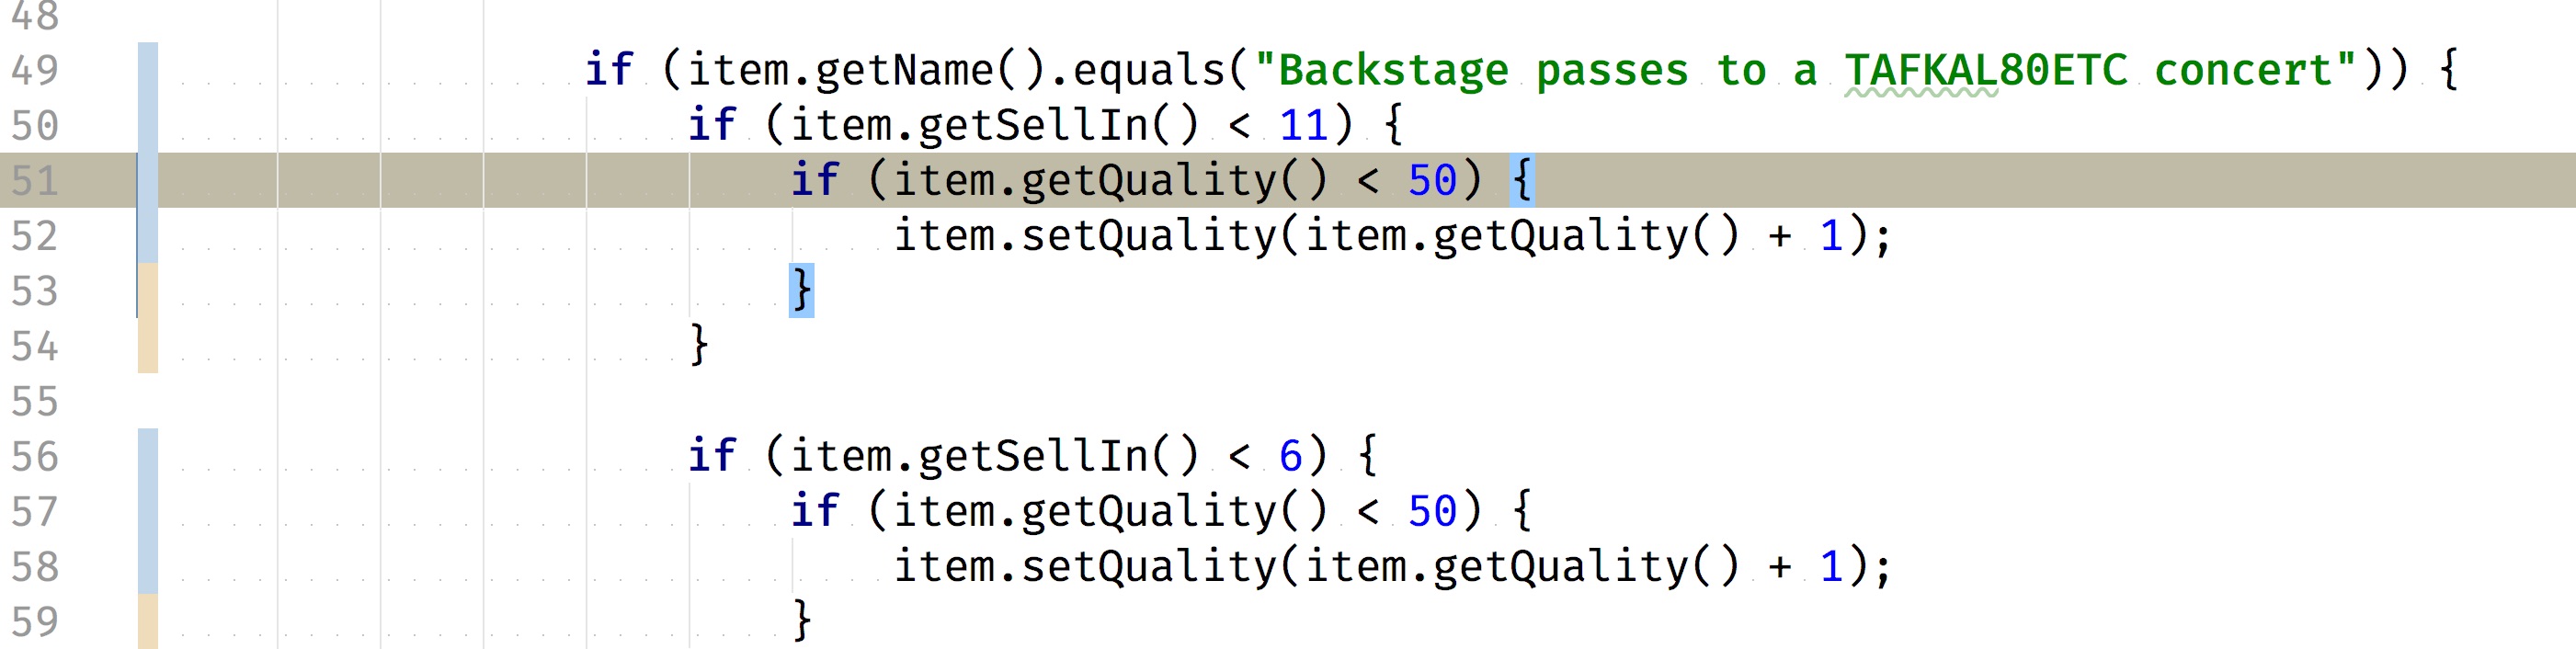 48
49 if (item.getName().equals("Backstage passes to a TAFKAL80ETC concert")) {
50 if (item.getSellIn() < 11) {
51 if (item.getQuality() < 50) {
52 item.setQuality(item.getQuality() + 1);
53 }
54 }
55
56 if (item.getSellIn() < 6) {
57 if (item.getQuality() < 50) {
58 item.setQuality(item.getQuality() + 1);
59 }